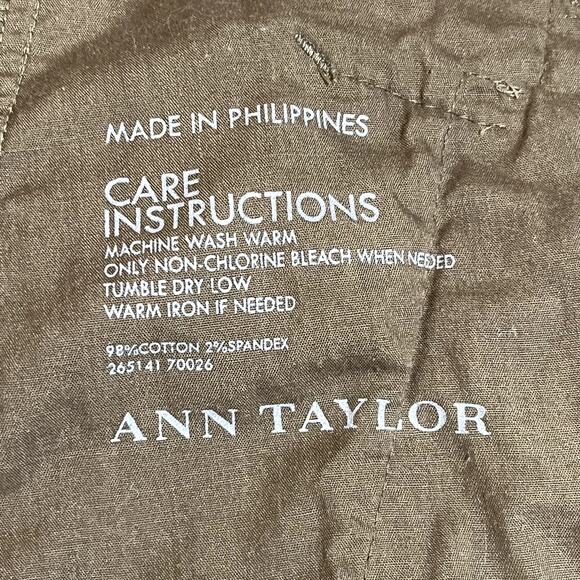 MADE IN PHILIPPINES
CARE
INSTRUCTIONS
MACHINE WASH WARM
ONLY NON-CHLORINE BLEACH WHEN NEEDED
TUMBLE DRY LOW
WARM IRON IF NEEDED
98%COTTON 2%SPANDEX
265141 70026
ANN TAYLOR